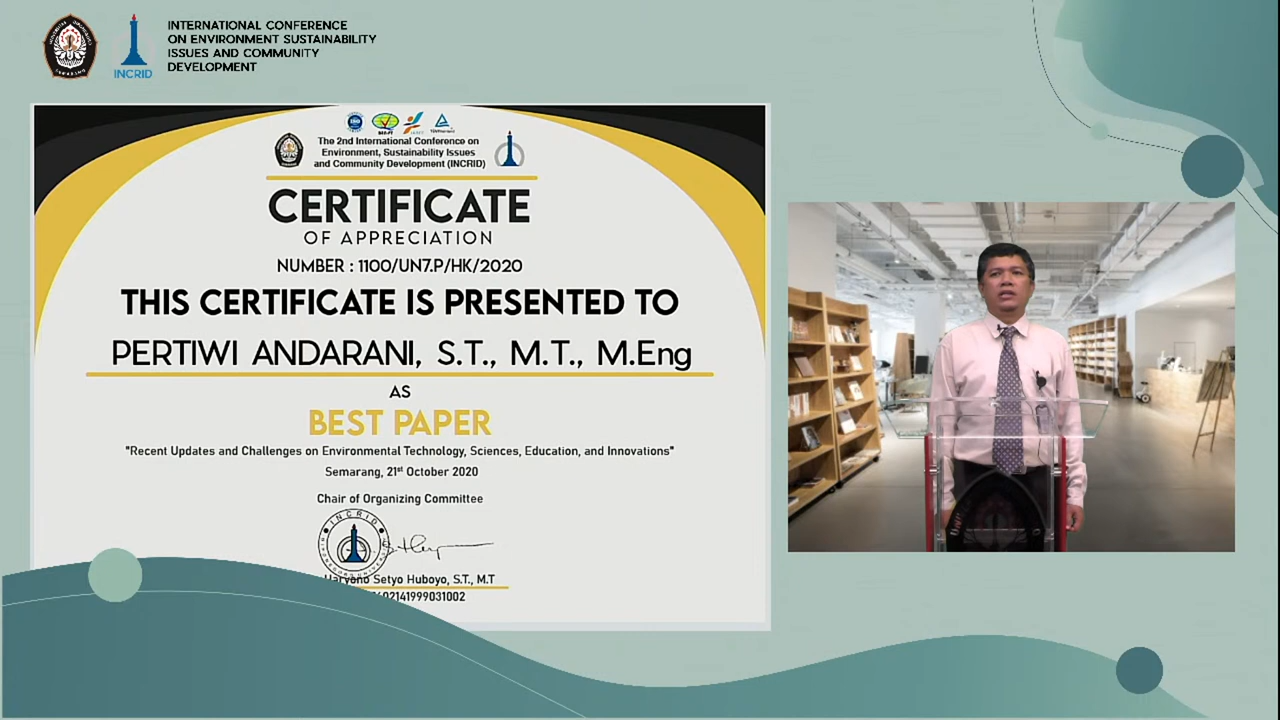 INTERNATIONAL CONFERENCE
ON ENVIRONMENT SUSTAINABILITY
ISSUES AND COMMUNITY
DEVELOPMENT
INCRID
The 2nd International Conference on
Environment, Sustainability Issues
and Community Development (INCRID)
CERTIFICATE
OF APPRECIATION
NUMBER : 1100/UN7.P/HK/2020
THIS CERTIFICATE IS PRESENTED TO
PERTIWI ANDARANI, S.T., M.T., M.Eng
AS
BEST PAPER
"Recent Updates and Challenges on Environmental Technology, Sciences, Education, and Innovations"
Semarang, 21st October 2020
Chair of Organizing Committee
INCRID
Haryono Setyo Huboyo, S.T., M.T
02141999031002